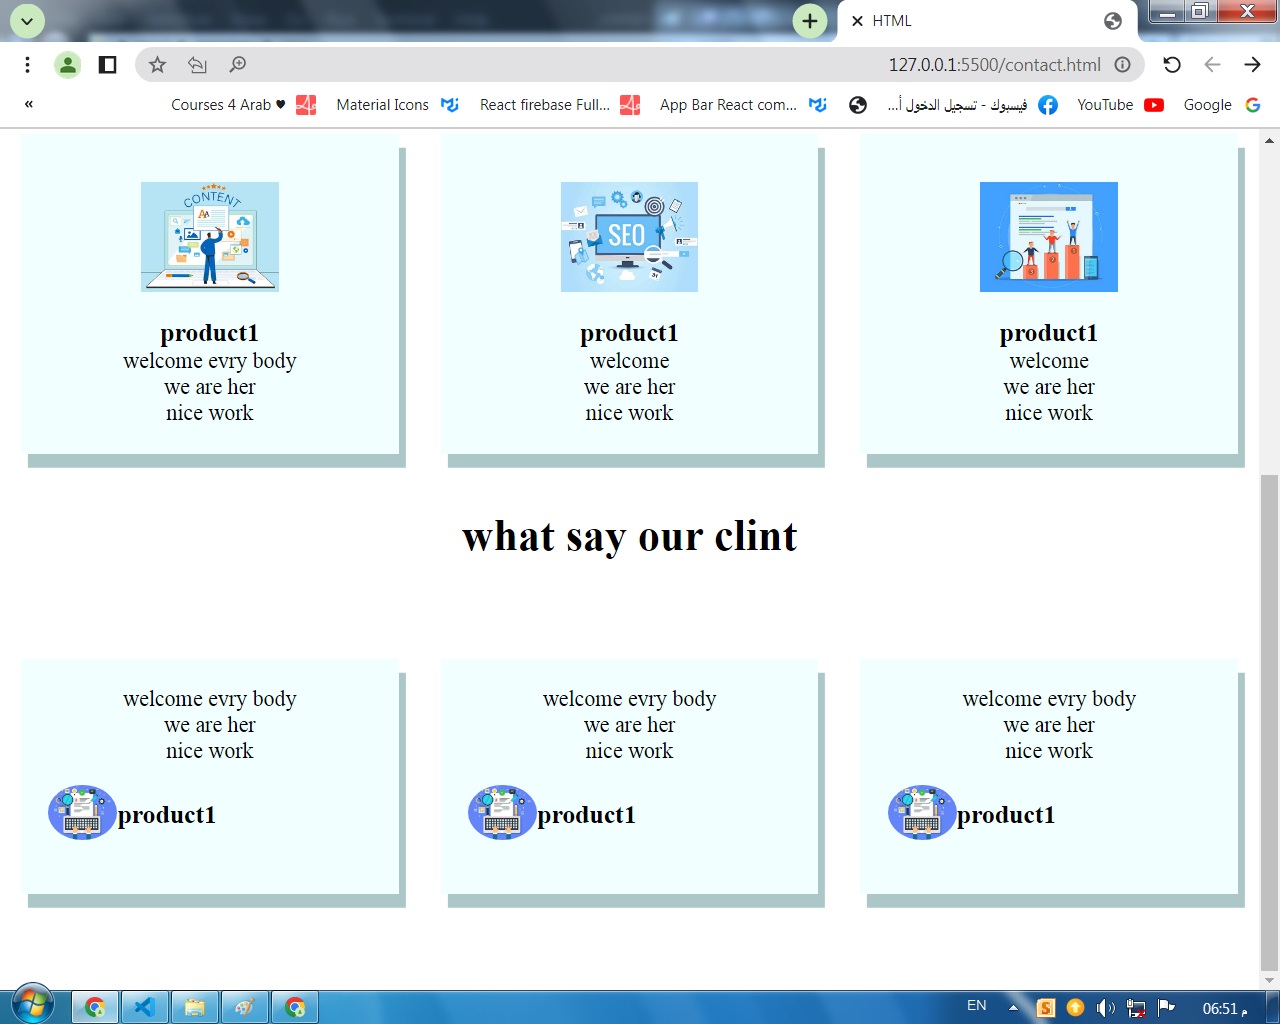 HTML
127.0.0.1:5500/contact.html
»
Courses 4 Arab ♥
Material Icons
React firebase Full...
App Bar React com...
فيسبوك - تسجيل الدخول أ...
YouTube
Google
CONTENT
SEO
product1
welcome evry body
we are her
nice work
product1
welcome
we are her
nice work
product1
welcome
we are her
nice work
what say our clint
welcome evry body
we are her
nice work
product1
welcome evry body
we are her
nice work
product1
welcome evry body
we are her
nice work
product1
EN
06:51 م